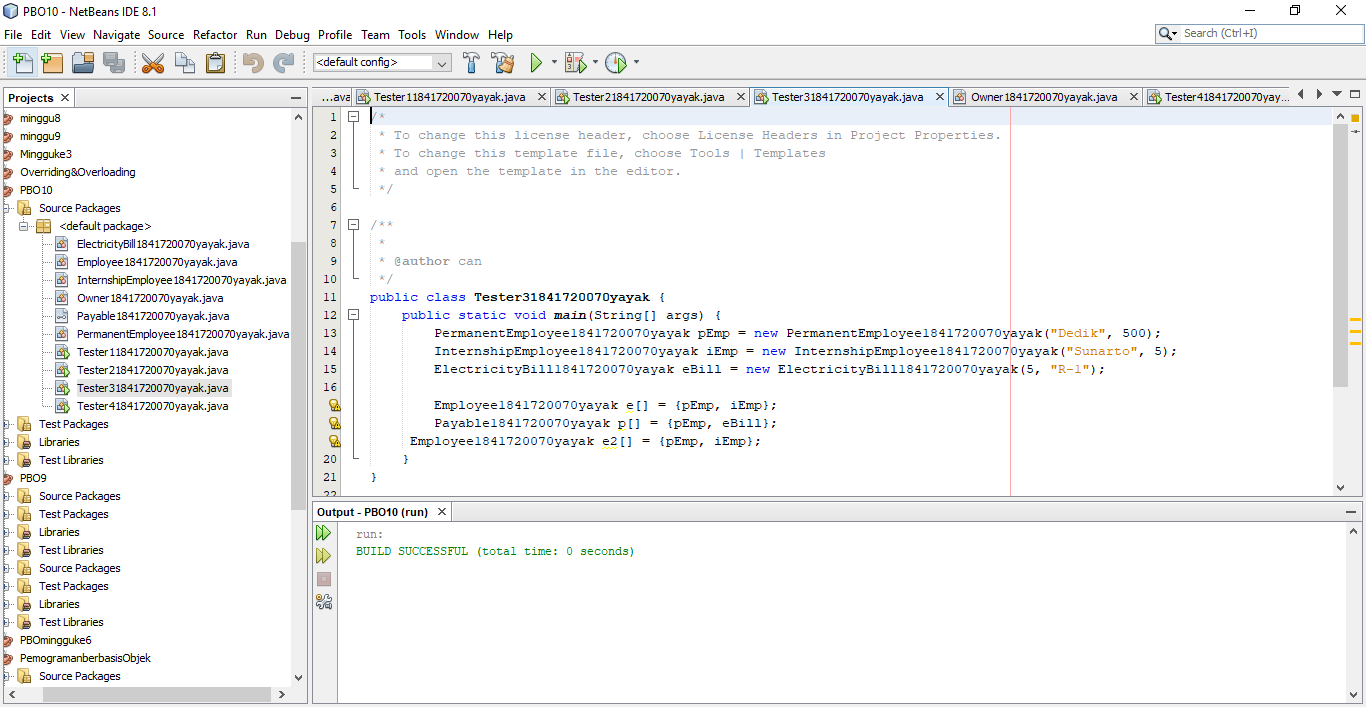 PBO10 - NetBeans IDE 8.1
File Edit View Navigate Source Refactor Run Debug Profile Team Tools Window Help
Search (Ctrl+I)
<default config>
Projects
minggu8
minggu9
Mingguke3
Overriding&Overloading
PBO10
Source Packages
<default package>
ElectricityBill1841720070yayak.java
Employee1841720070yayak.java
InternshipEmployee1841720070yayak.java
Owner1841720070yayak.java
Payable1841720070yayak.java
PermanentEmployee1841720070yayak.java
Tester11841720070yayak.java
Tester21841720070yayak.java
Tester31841720070yayak.java
Tester41841720070yayak.java
Test Packages
Libraries
Test Libraries
PBO9
Source Packages
Test Packages
Libraries
Test Libraries
Source Packages
Test Packages
Libraries
Test Libraries
PBOmingguke6
PemogramanberbasisObjek
Source Packages
...ava Tester11841720070yayak.java Tester21841720070yayak.java Tester31841720070yayak.java Owner1841720070yayak.java Tester41841720070yay...
1 /*
2 * To change this license header, choose License Headers in Project Properties.
3 * To change this template file, choose Tools | Templates
4 * and open the template in the editor.
5 */
6
7 /**
8 *
9 * @author can
10 */
11 public class Tester31841720070yayak {
12 public static void main(String[] args) {
13 PermanentEmployee1841720070yayak pEmp = new PermanentEmployee1841720070yayak("Dedik", 500);
14 InternshipEmployee1841720070yayak iEmp = new InternshipEmployee1841720070yayak("Sunarto", 5);
15 ElectricityBill1841720070yayak eBill = new ElectricityBill1841720070yayak(5, "R-1");
16
Employee1841720070yayak e[] = {pEmp, iEmp};
Payable1841720070yayak p[] = {pEmp, eBill};
Employee1841720070yayak e2[] = {pEmp, iEmp};
20 }
21 }
22
Output - PBO10 (run)
run:
BUILD SUCCESSFUL (total time: 0 seconds)